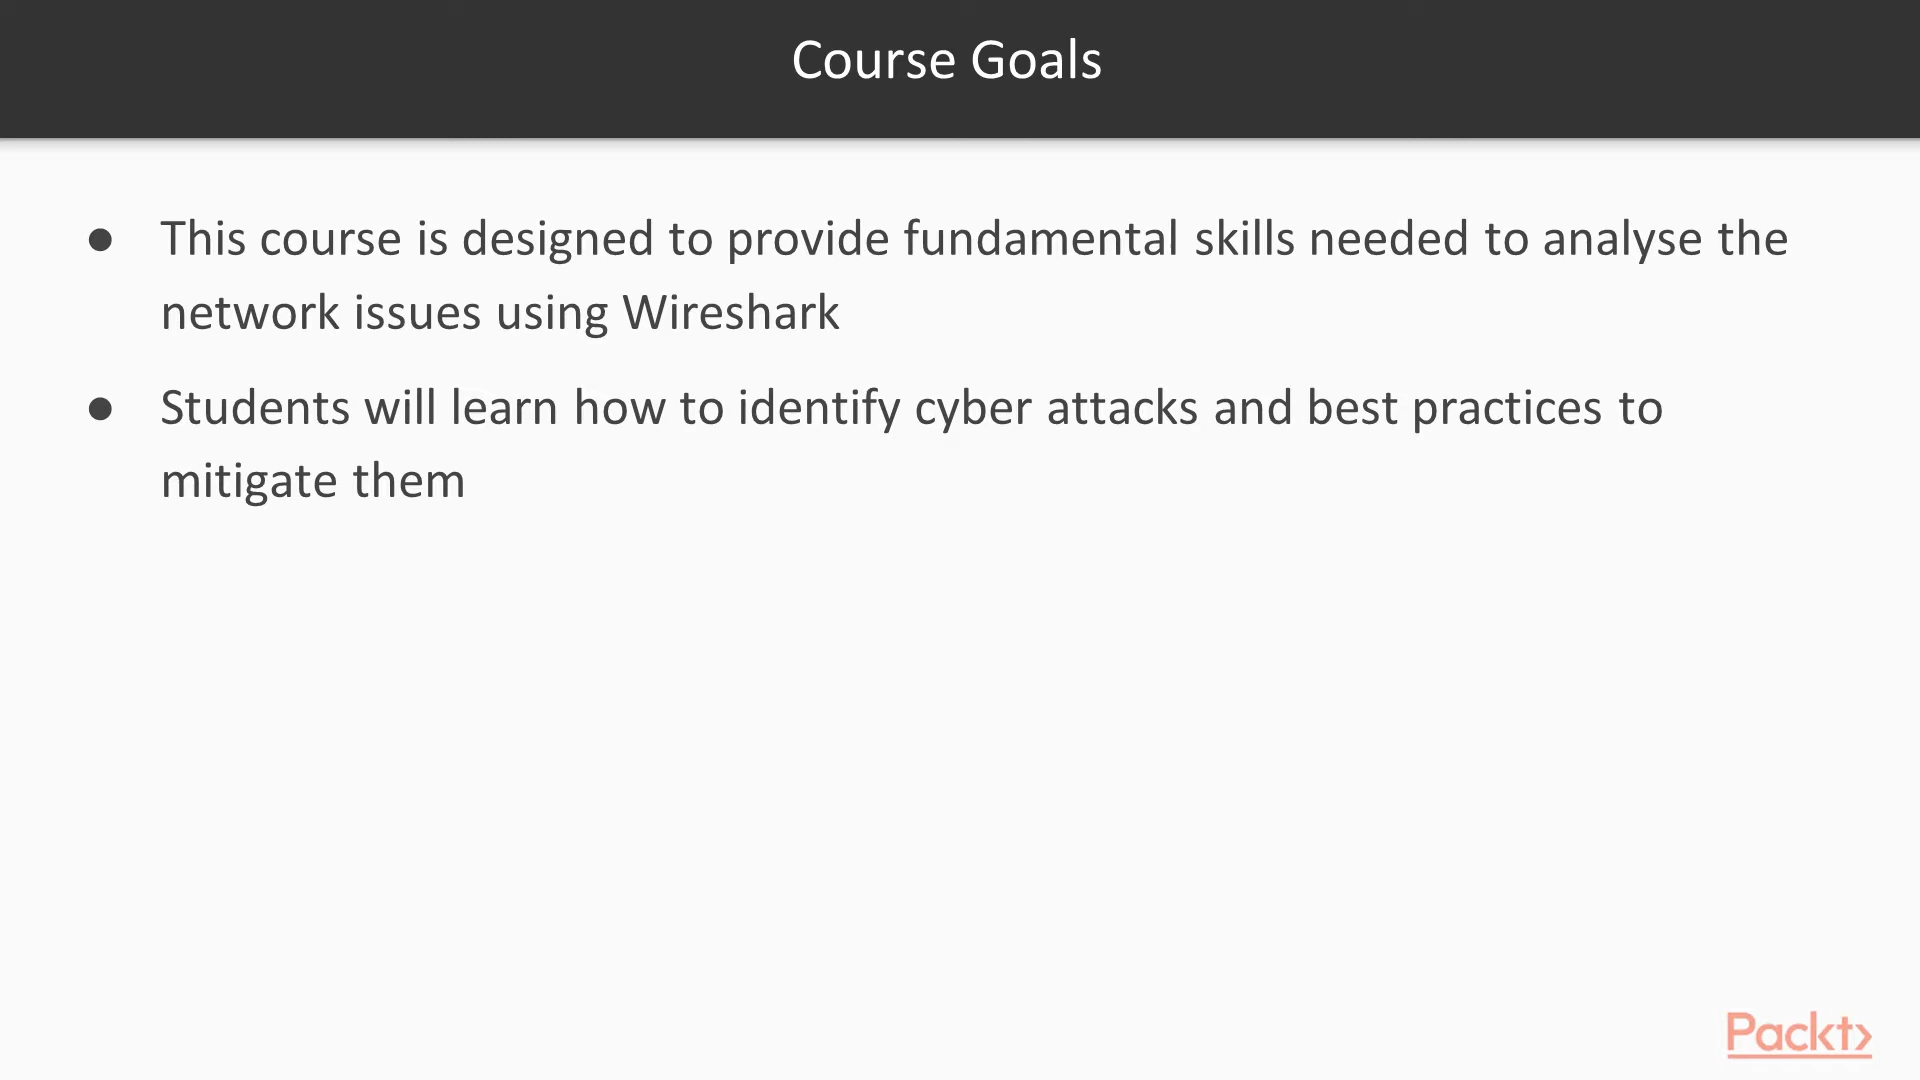 Course Goals
● This course is designed to provide fundamental skills needed to analyse the
network issues using Wireshark
● Students will learn how to identify cyber attacks and best practices to
mitigate them
Packt>